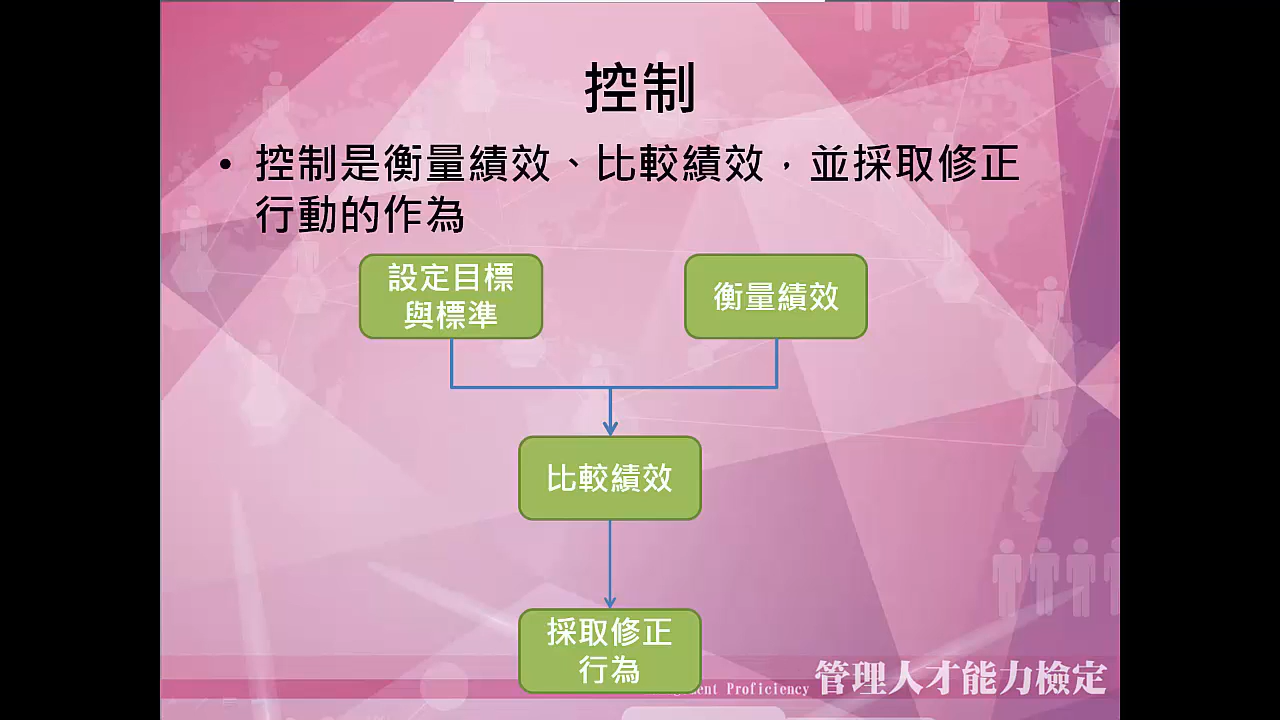 控制
• 控制是衡量績效、比較績效，並採取修正
行動的作為
設定目標
與標準
衡量績效
比較績效
採取修正
行為
Proficiency 管理人才能力檢定